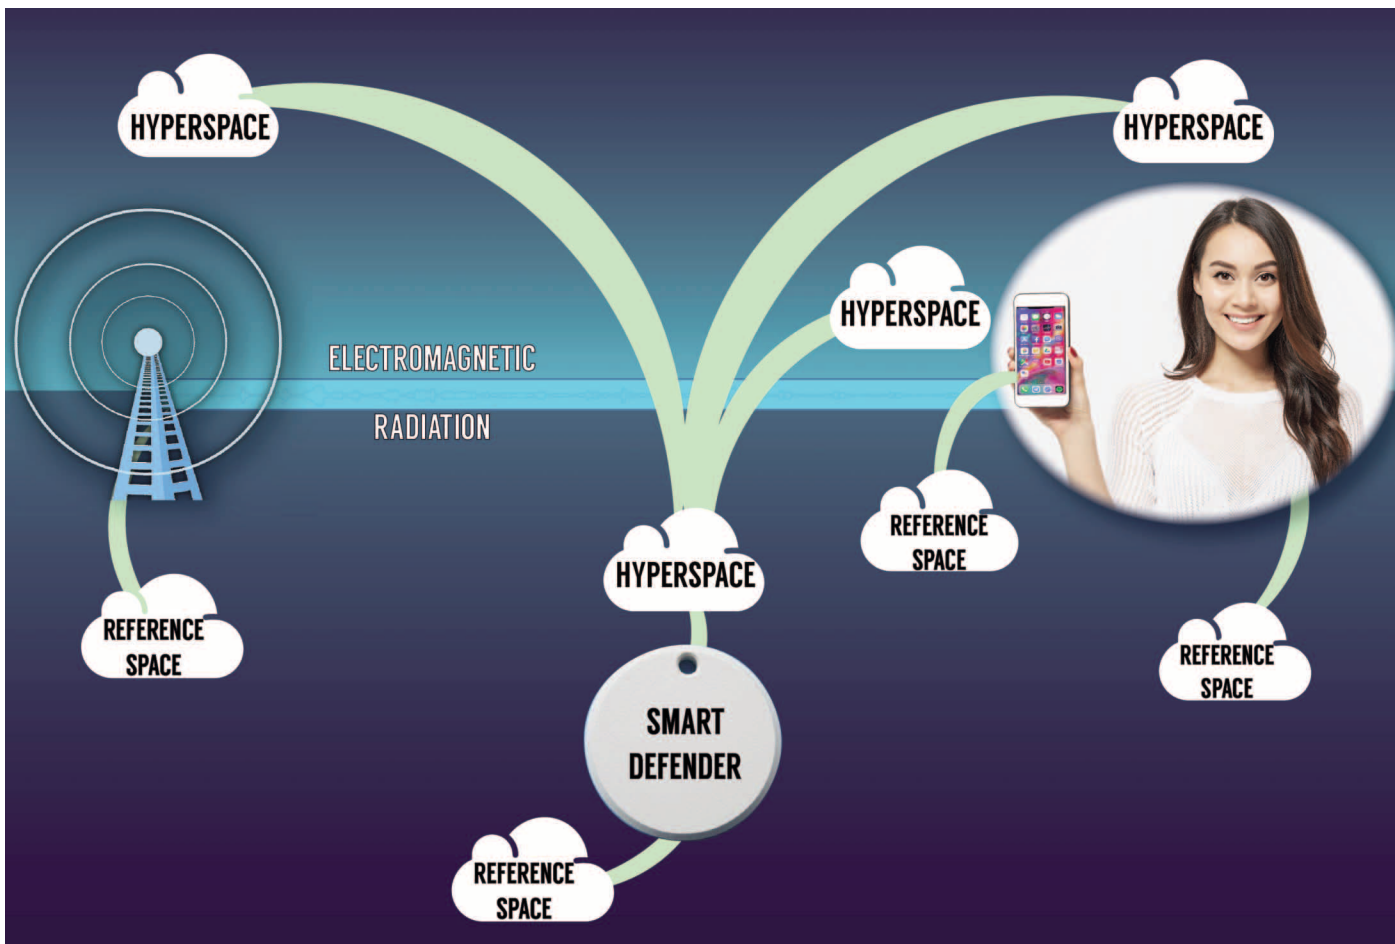 HYPERSPACE
HYPERSPACE
HYPERSPACE
ELECTROMAGNETIC
RADIATION
REFERENCE
SPACE
HYPERSPACE
REFERENCE
SPACE
REFERENCE
SPACE
SMART
DEFENDER
REFERENCE
SPACE